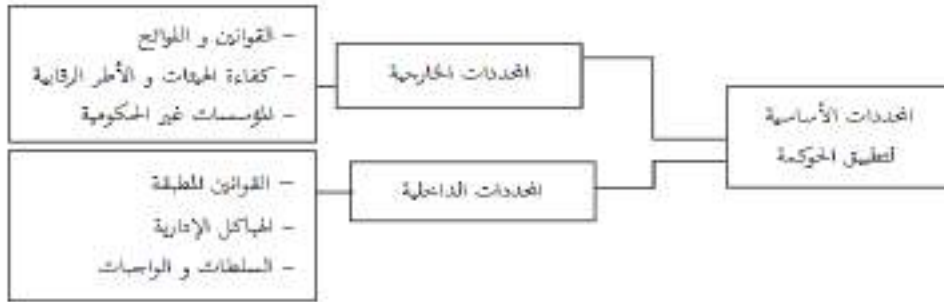 المحددات الأساسية
لتطبيق الحوكمة
المحددات الخارجية
- القوانين و اللوائح
- كفاءة الهيئات و الأطر الرقابية
- المؤسسات غير الحكومية
المحددات الداخلية
- القوانين المطبقة
- الهياكل الإدارية
- السلطات و الواجبات